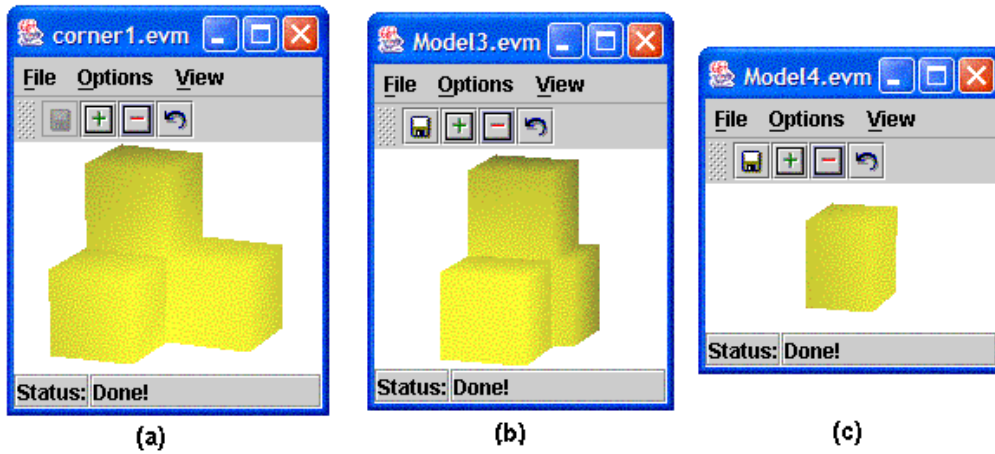 corner1.evm
File Options View
Status: Done!
(a)
Model3.evm
File Options View
Status: Done!
(b)
Model4.evm
File Options View
Status: Done!
(c)